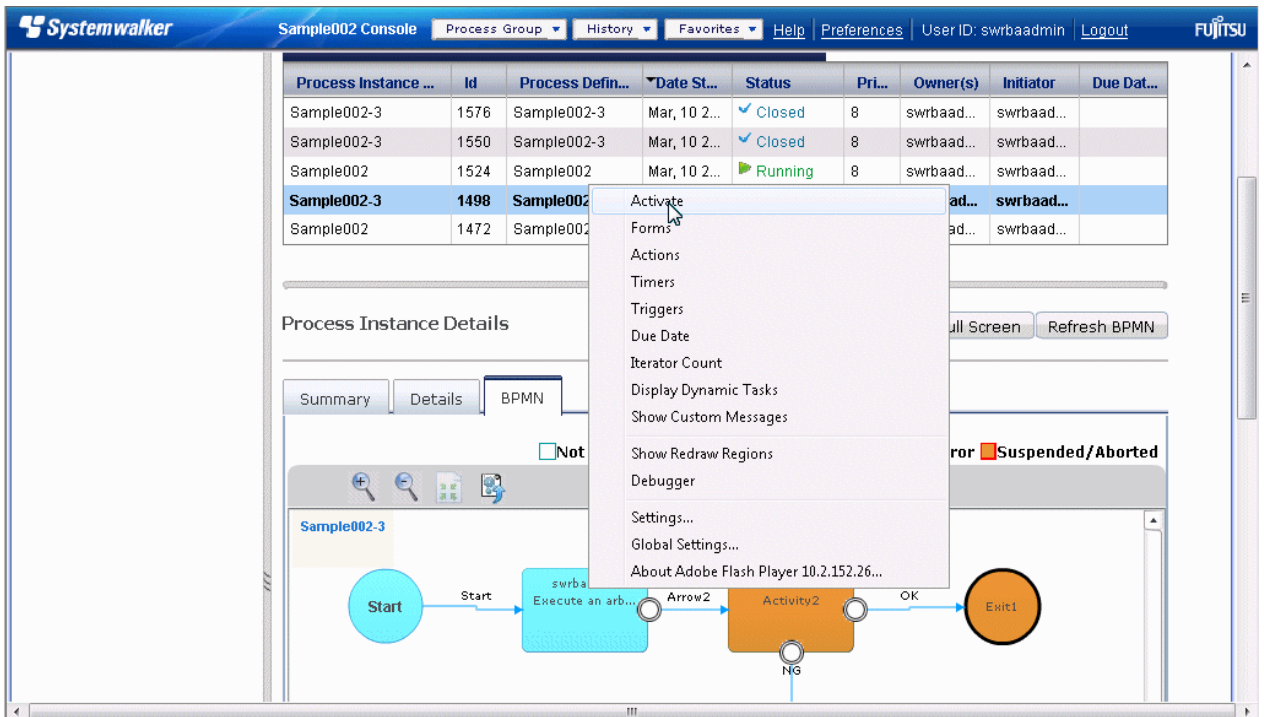 Systemwalker Sample002 Console Process Group History Favorites Help Preferences User ID: swrbaadmin Logout FUJITSU
Process Instance ... Id Process Defin... Date St... Status Pri... Owner(s) Initiator Due Dat...
Sample002-3 1576 Sample002-3 Mar, 10 2... Closed 8 swrbaad... swrbaad...
Sample002-3 1550 Sample002-3 Mar, 10 2... Closed 8 swrbaad... swrbaad...
Sample002 1524 Sample002 Mar, 10 2... Running 8 swrbaad... swrbaad...
Sample002-3 1498 Sample002 ad... swrbaad...
Sample002 1472 Sample002 ad... swrbaad...
Activate
Forms
Actions
Timers
Triggers
Due Date
Iterator Count
Display Dynamic Tasks
Show Custom Messages
Show Redraw Regions
Debugger
Settings...
Global Settings...
About Adobe Flash Player 10.2.152.26...
Process Instance Details ull Screen Refresh BPMN
Summary Details BPMN
Not ror Suspended/Aborted
Sample002-3
Start Start swrba
Execute an arb... Arrow2 Activity2 OK Exit1
NG